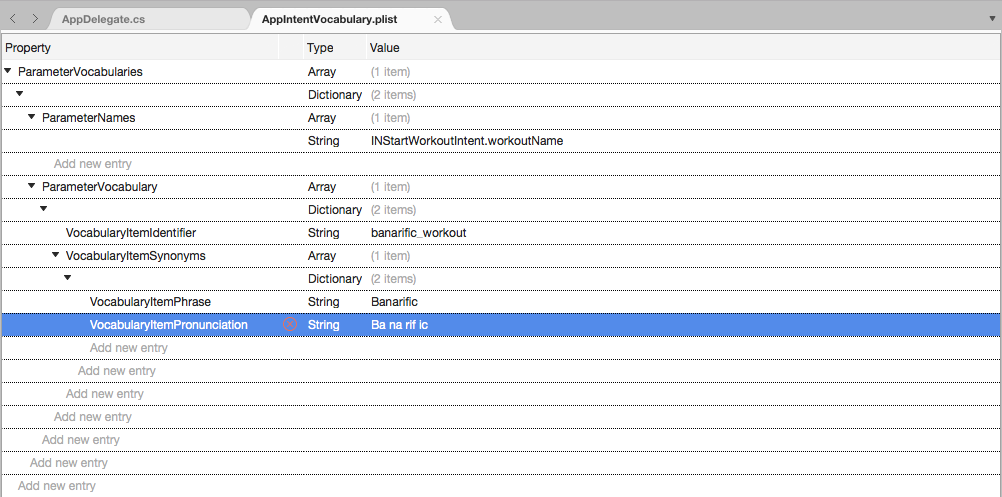 AppDelegate.cs AppIntentVocabulary.plist
Property Type Value
ParameterVocabularies Array (1 item)
Dictionary (2 items)
ParameterNames Array (1 item)
String INStartWorkoutIntent.workoutName
Add new entry
ParameterVocabulary Array (1 item)
Dictionary (2 items)
VocabularyItemIdentifier String banarific_workout
VocabularyItemSynonyms Array (1 item)
Dictionary (2 items)
VocabularyItemPhrase String Banarific
VocabularyItemPronunciation String Ba na rif ic
Add new entry
Add new entry
Add new entry
Add new entry
Add new entry
Add new entry
Add new entry